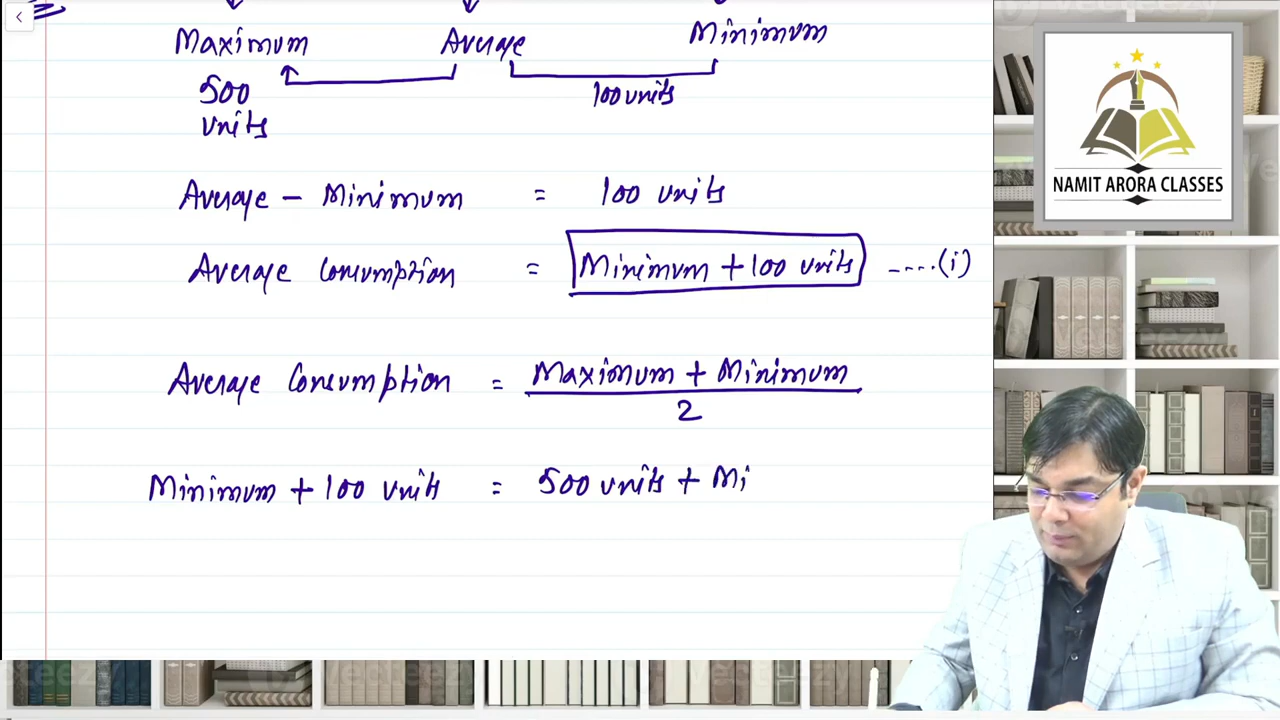 Maximum Average Minimum
500 units 100 units
Average - Minimum = 100 units
Average Consumption = Minimum + 100 units ....(i)
Average Consumption = Maximum + Minimum
2
Minimum + 100 units = 500 units + Mi
NAMIT ARORA CLASSES